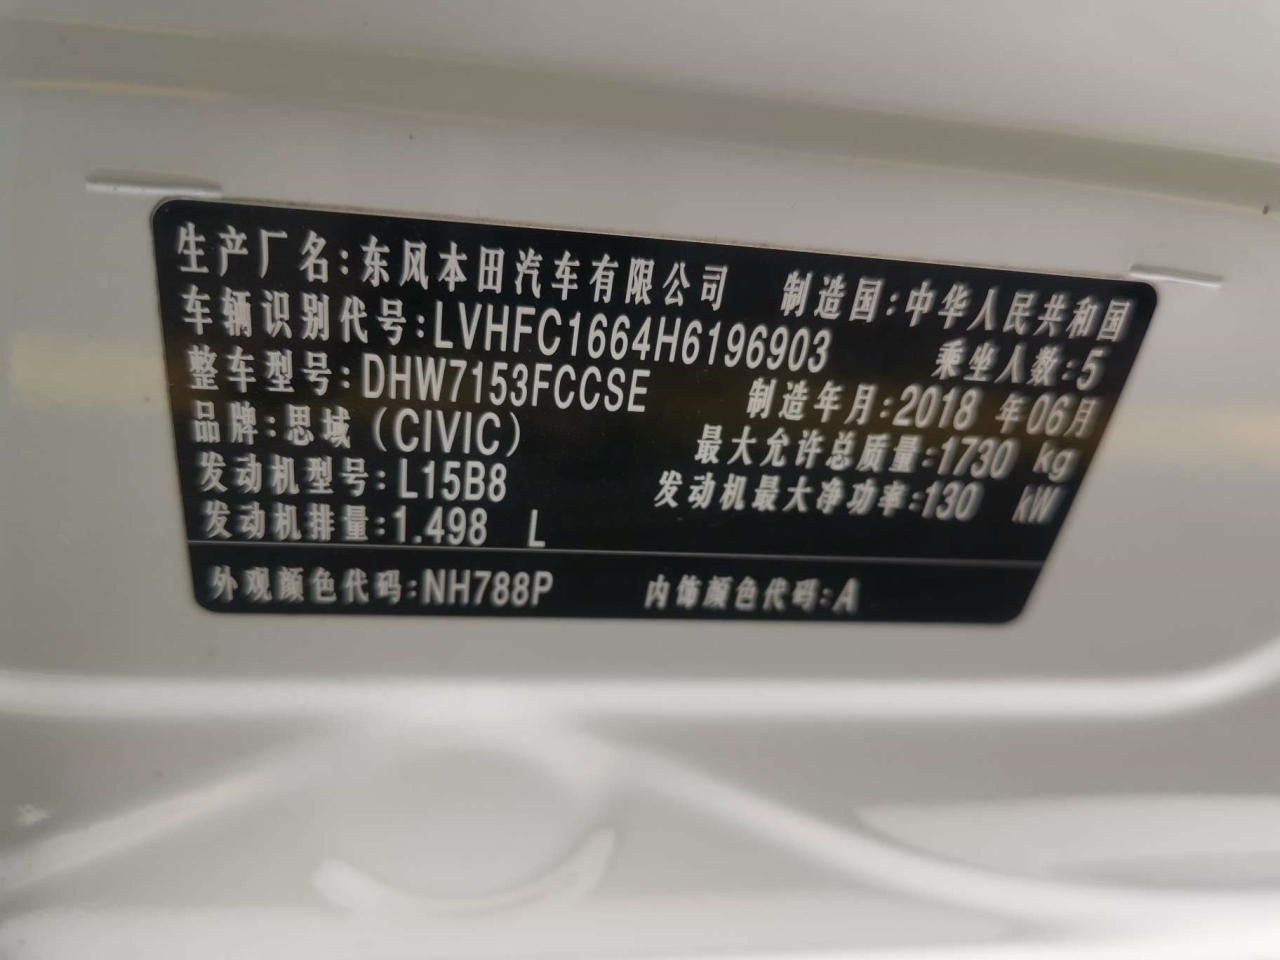 生产厂名:东风本田汽车有限公司 制造国:中华人民共和国
车辆识别代号:LVHFC1664H6196903 乘坐人数:5
整车型号:DHW7153FCCSE 制造年月:2018 年06月
品牌:思域(CIVIC) 最大允许总质量:1730 kg
发动机型号:L15B8 发动机最大净功率:130 kW
发动机排量:1.498 L
外观颜色代码:NH788P 内饰颜色代码:A